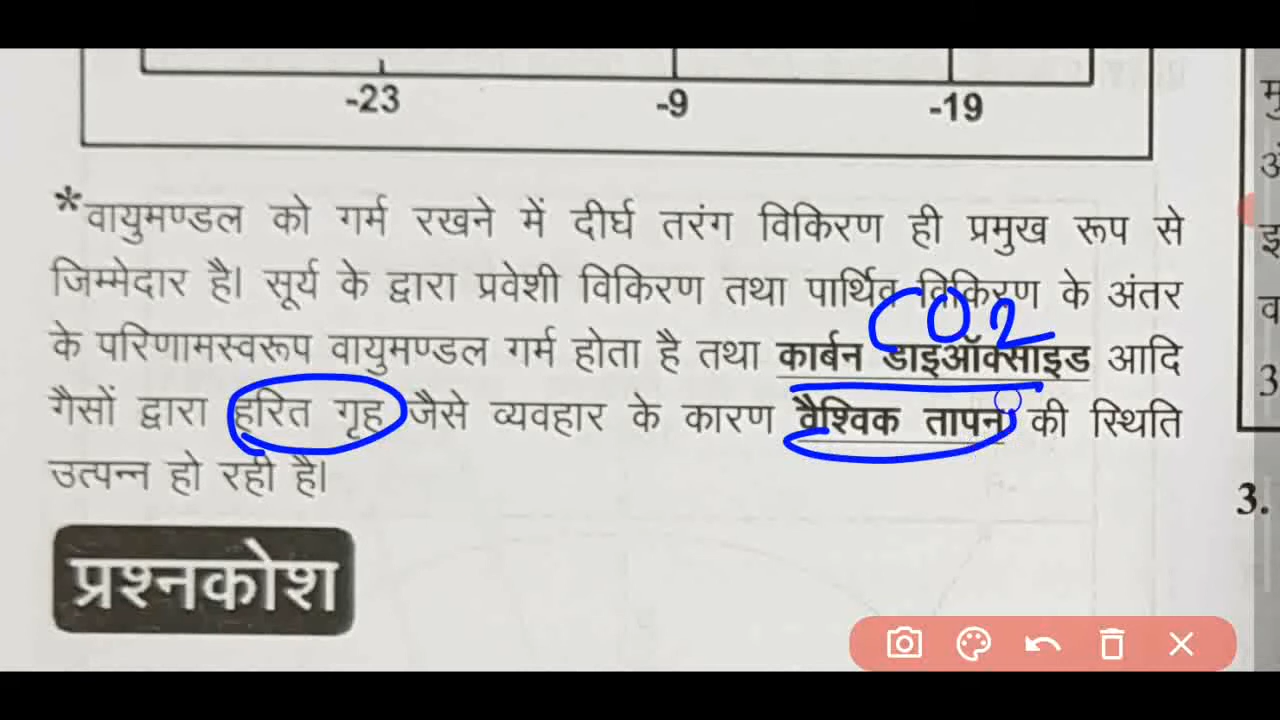 -23 -9 -19
*वायुमण्डल को गर्म रखने में दीर्घ तरंग विकिरण ही प्रमुख रूप से
जिम्मेदार है। सूर्य के द्वारा प्रवेशी विकिरण तथा पार्थिव विकिरण के अंतर
CO2
के परिणामस्वरूप वायुमण्डल गर्म होता है तथा कार्बन डाइऑक्साइड आदि
गैसों द्वारा हरित गृह जैसे व्यवहार के कारण वैश्विक तापन की स्थिति
उत्पन्न हो रही है।
प्रश्नकोश
3.